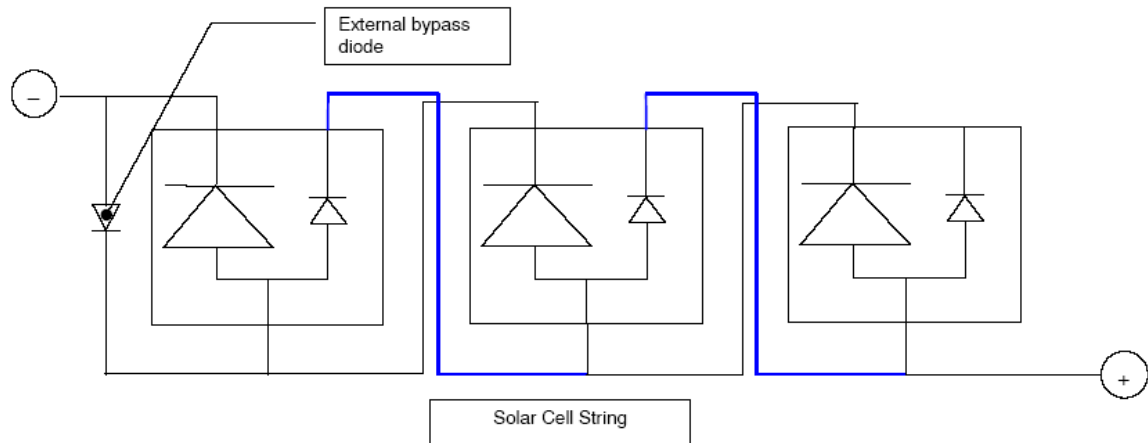 External bypass
diode
−
+
Solar Cell String